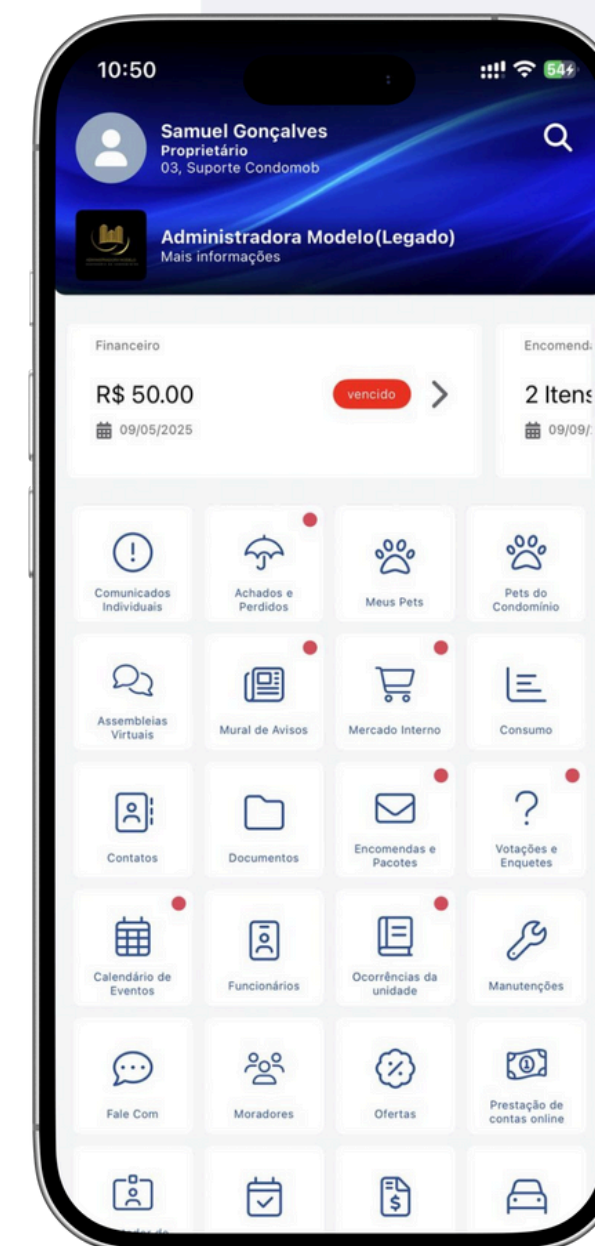 10:50
54
Samuel Gonçalves
Proprietário
03, Suporte Condomob
Administradora Modelo(Legado)
Mais informações
Financeiro
R$ 50.00
vencido
09/05/2025
Encomend
2 Itens
09/09/
Comunicados
Individuais
Achados e
Perdidos
Meus Pets
Pets do
Condomínio
Assembleias
Virtuais
Mural de Avisos
Mercado Interno
Consumo
Contatos
Documentos
Encomendas e
Pacotes
Votações e
Enquetes
Calendário de
Eventos
Funcionários
Ocorrências da
unidade
Manutenções
Fale Com
Moradores
Ofertas
Prestação de
contas online